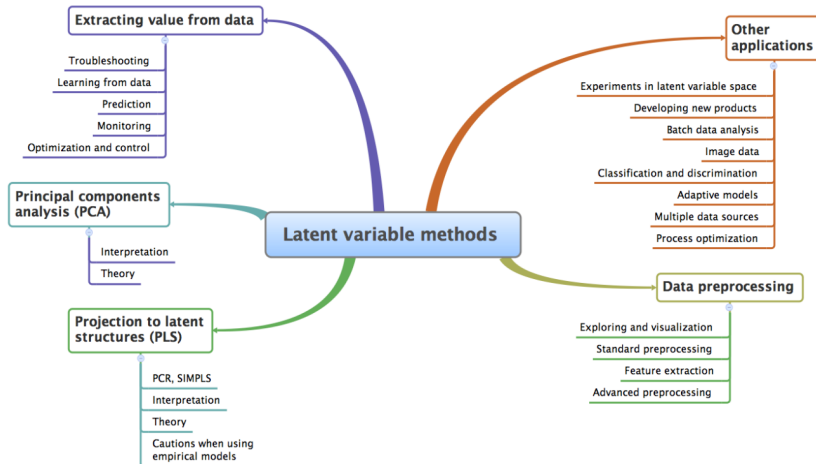 Extracting value from data
Troubleshooting
Learning from data
Prediction
Monitoring
Optimization and control
Principal components
analysis (PCA)
Interpretation
Theory
Projection to latent
structures (PLS)
PCR, SIMPLS
Interpretation
Theory
Cautions when using
empirical models
Latent variable methods
Other
applications
Experiments in latent variable space
Developing new products
Batch data analysis
Image data
Classification and discrimination
Adaptive models
Multiple data sources
Process optimization
Data preprocessing
Exploring and visualization
Standard preprocessing
Feature extraction
Advanced preprocessing